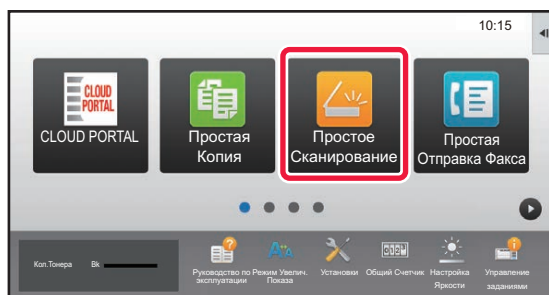 10:15
CLOUD
PORTAL
CLOUD PORTAL
Простая
Копия
Простое
Сканирование
Простая
Отправка Факса
Кол.Тонера
Bk
Руководство по
эксплуатации
Режим Увелич.
Показа
Установки
Общий Счетчик
Настройка
Яркости
Управление
заданиями